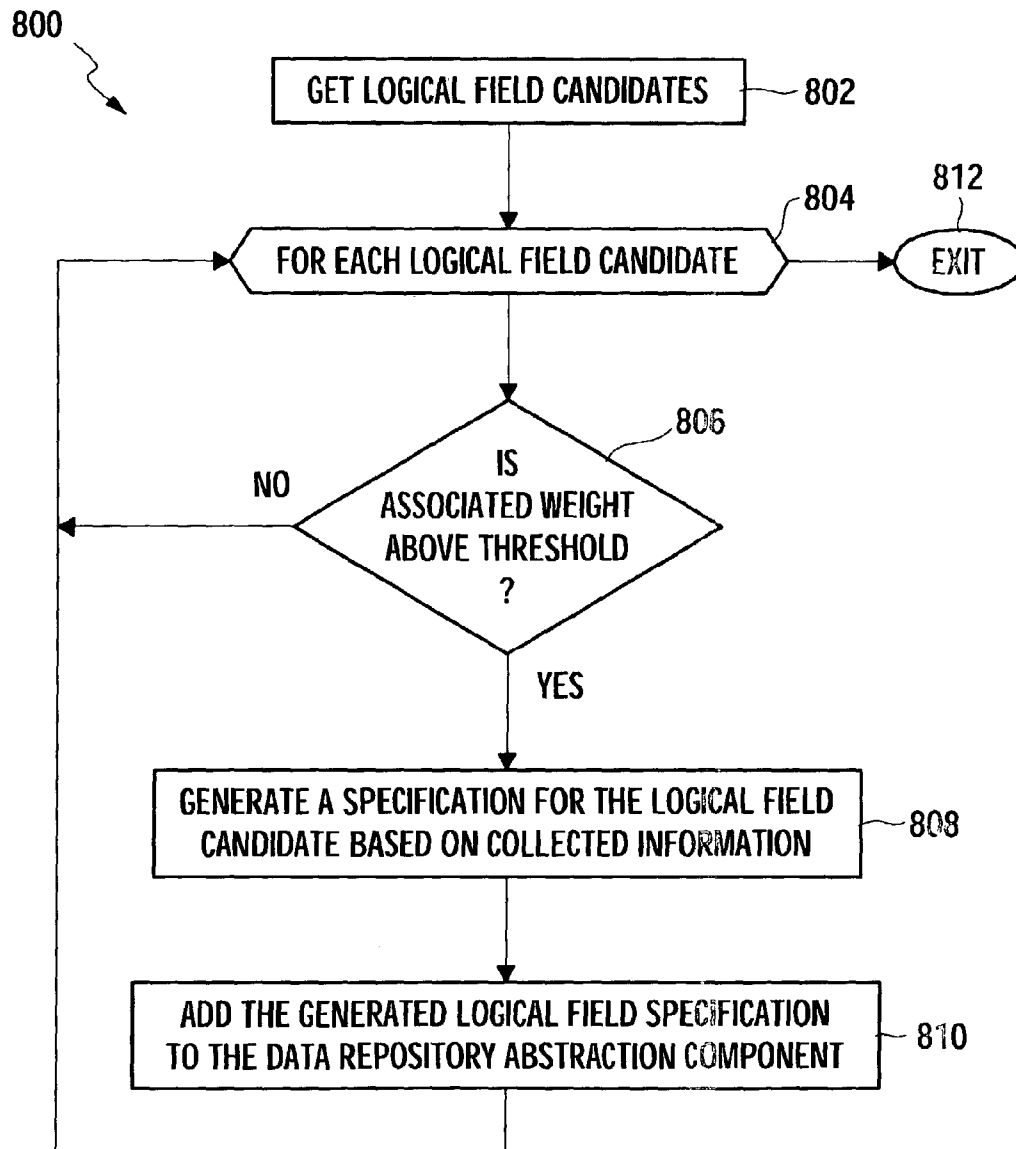 800
GET LOGICAL FIELD CANDIDATES
802
804
812
FOR EACH LOGICAL FIELD CANDIDATE
EXIT
806
IS
ASSOCIATED WEIGHT
ABOVE THRESHOLD
?
NO
YES
GENERATE A SPECIFICATION FOR THE LOGICAL FIELD
CANDIDATE BASED ON COLLECTED INFORMATION
808
ADD THE GENERATED LOGICAL FIELD SPECIFICATION
TO THE DATA REPOSITORY ABSTRACTION COMPONENT
810